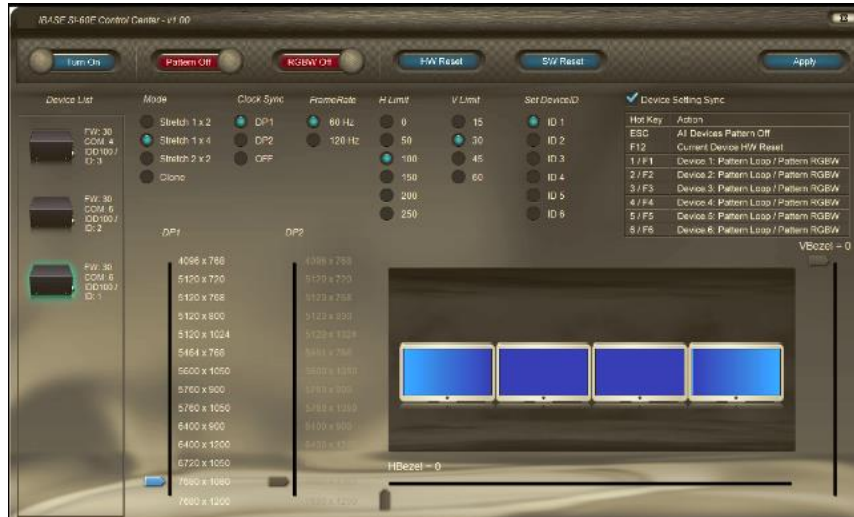 IBASE SI-60E Control Center - v1.00
Turn On
Pattern Off
RGBW Off
HW Reset
SW Reset
Apply
Device List
FW: 30
COM: 4
ID: 3
FW: 30
COM: 6
ID: 2
FW: 30
COM: 6
ID: 1
Mode
Stretch 1 x 2
Stretch 1 x 4
Stretch 2 x 2
Clone
Clock Sync
DP1
DP2
OFF
FrameRate
60 Hz
120 Hz
H Limit
0
50
100
150
200
250
V Limit
15
30
45
60
Set DeviceID
ID 1
ID 2
ID 3
ID 4
ID 5
ID 6
Device Setting Sync
Hot Key Action
ESC All Devices Pattern Off
F12 Current Device HW Reset
1 / F1 Device 1: Pattern Loop / Pattern RGBW
2 / F2 Device 2: Pattern Loop / Pattern RGBW
3 / F3 Device 3: Pattern Loop / Pattern RGBW
4 / F4 Device 4: Pattern Loop / Pattern RGBW
5 / F5 Device 5: Pattern Loop / Pattern RGBW
6 / F6 Device 6: Pattern Loop / Pattern RGBW
DP1
4096 x 768
5120 x 720
5120 x 768
5120 x 800
5120 x 1024
5464 x 768
5600 x 1050
5760 x 900
5760 x 1050
6400 x 900
6400 x 1200
6720 x 1050
7680 x 1080
7680 x 1200
DP2
4096 x 768
5120 x 720
VBezel = 0
HBezel = 0